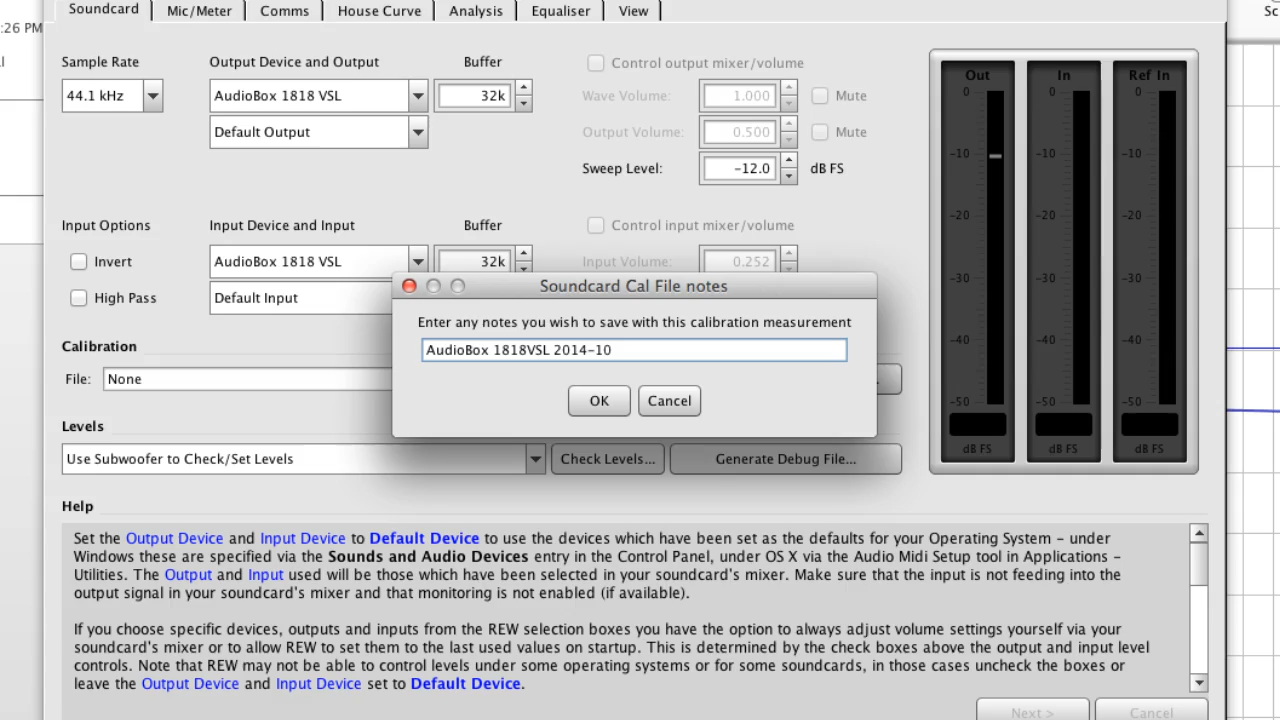 Soundcard Mic/Meter Comms House Curve Analysis Equaliser View
Sc
:26 PM
Sample Rate Output Device and Output Buffer Control output mixer/volume
44.1 kHz AudioBox 1818 VSL 32k Wave Volume: 1.000 Mute
Default Output Output Volume: 0.500 Mute
Sweep Level: -12.0 dB FS
Input Options Input Device and Input Buffer Control input mixer/volume
Invert AudioBox 1818 VSL 32k Input Volume: 0.252
High Pass Default Input
Out In Ref In
0 0 0
-10 -10 -10
-20 -20 -20
-30 -30 -30
-40 -40 -40
-50 -50 -50
dB FS dB FS dB FS
Soundcard Cal File notes
Enter any notes you wish to save with this calibration measurement
AudioBox 1818VSL 2014-10
OK Cancel
Calibration
File: None
Levels
Use Subwoofer to Check/Set Levels Check Levels... Generate Debug File...
Help
Set the Output Device and Input Device to Default Device to use the devices which have been set as the defaults for your Operating System - under
Windows these are specified via the Sounds and Audio Devices entry in the Control Panel, under OS X via the Audio Midi Setup tool in Applications -
Utilities. The Output and Input used will be those which have been selected in your soundcard's mixer. Make sure that the input is not feeding into the
output signal in your soundcard's mixer and that monitoring is not enabled (if available).
If you choose specific devices, outputs and inputs from the REW selection boxes you have the option to always adjust volume settings yourself via your
soundcard's mixer or to allow REW to set them to the last used values on startup. This is determined by the check boxes above the output and input level
controls. Note that REW may not be able to control levels under some operating systems or for some soundcards, in those cases uncheck the boxes or
leave the Output Device and Input Device set to Default Device.
Next > Cancel